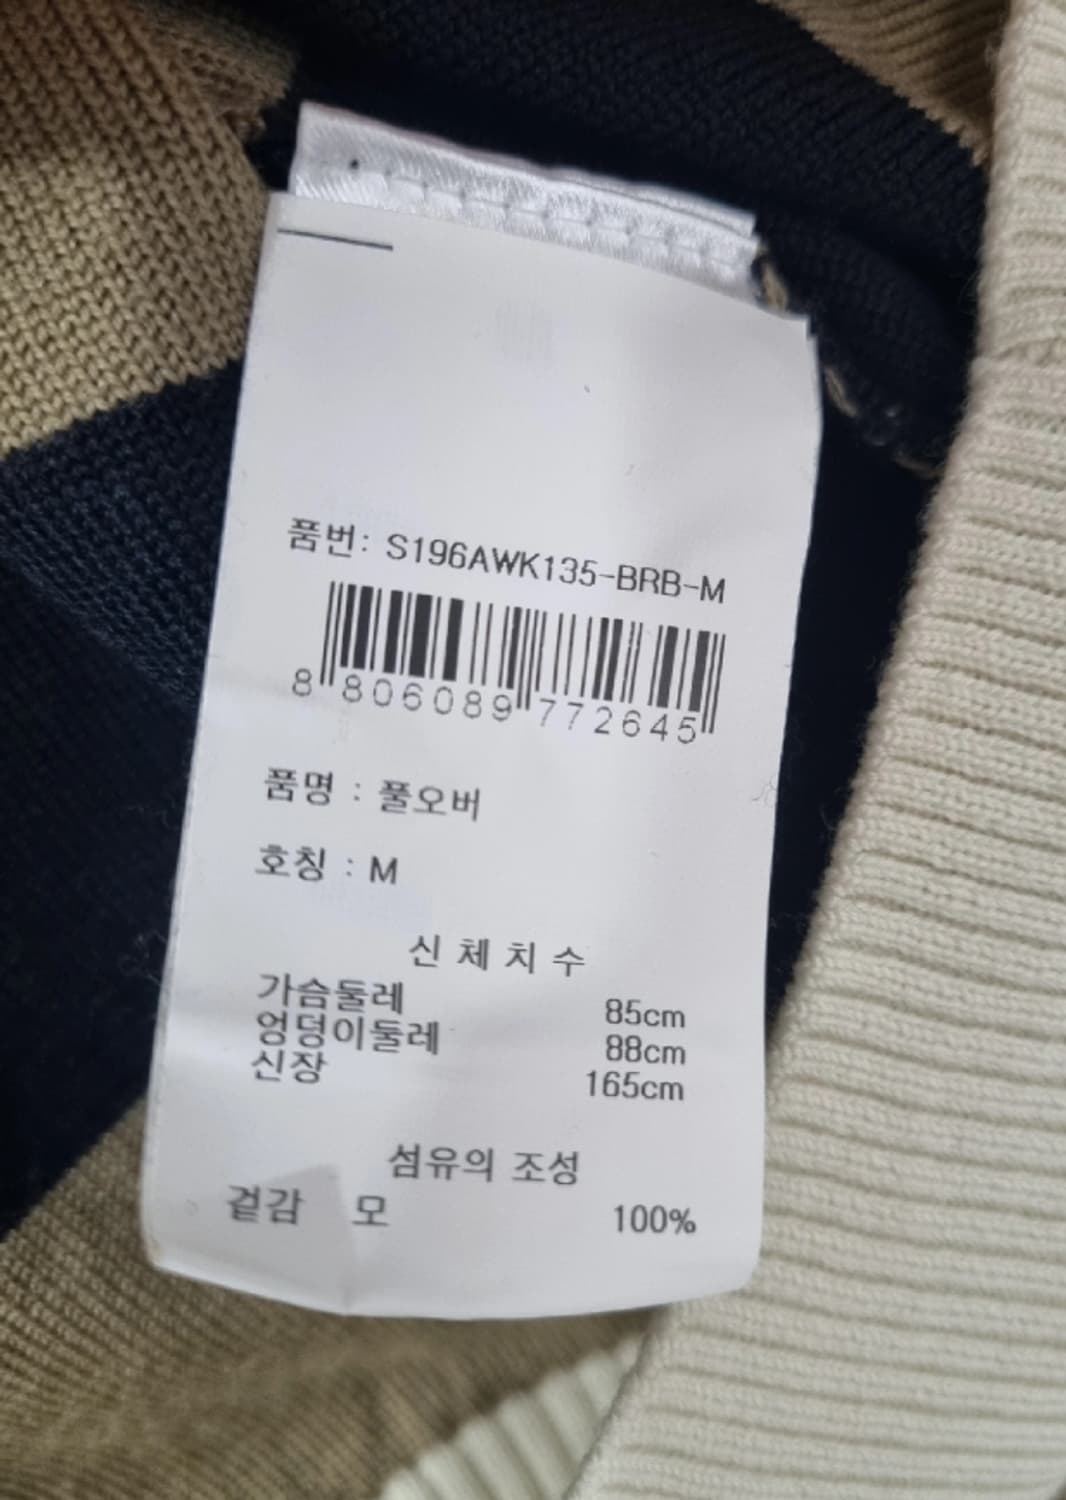 품번: S196AWK135-BRB-M
8 806089 772645
품명 : 풀오버
호칭 : M
신 체 치 수
가슴둘레 85cm
엉덩이둘레 88cm
신장 165cm
섬유의 조성
겉감 모 100%